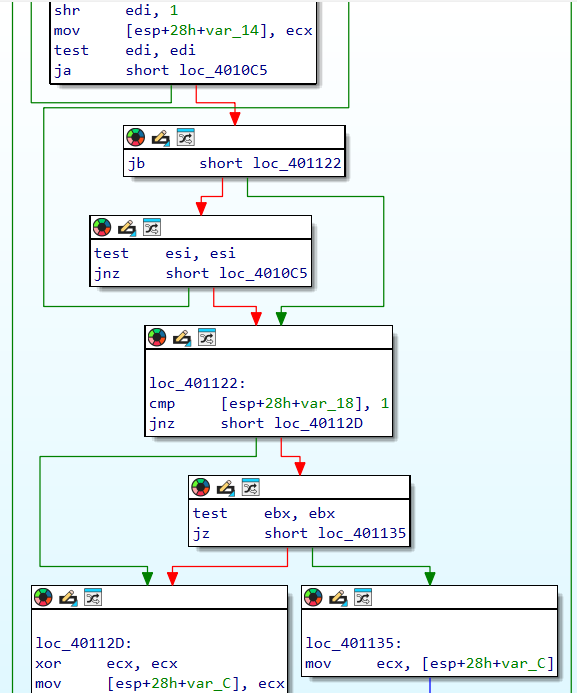 shr     edi, 1
mov     [esp+28h+var_14], ecx
test    edi, edi
ja      short loc_4010C5
jb      short loc_401122
test    esi, esi
jnz     short loc_4010C5
loc_401122:
cmp     [esp+28h+var_18], 1
jnz     short loc_40112D
test    ebx, ebx
jz      short loc_401135
loc_40112D:
xor     ecx, ecx
mov     [esp+28h+var_C], ecx
loc_401135:
mov     ecx, [esp+28h+var_C]